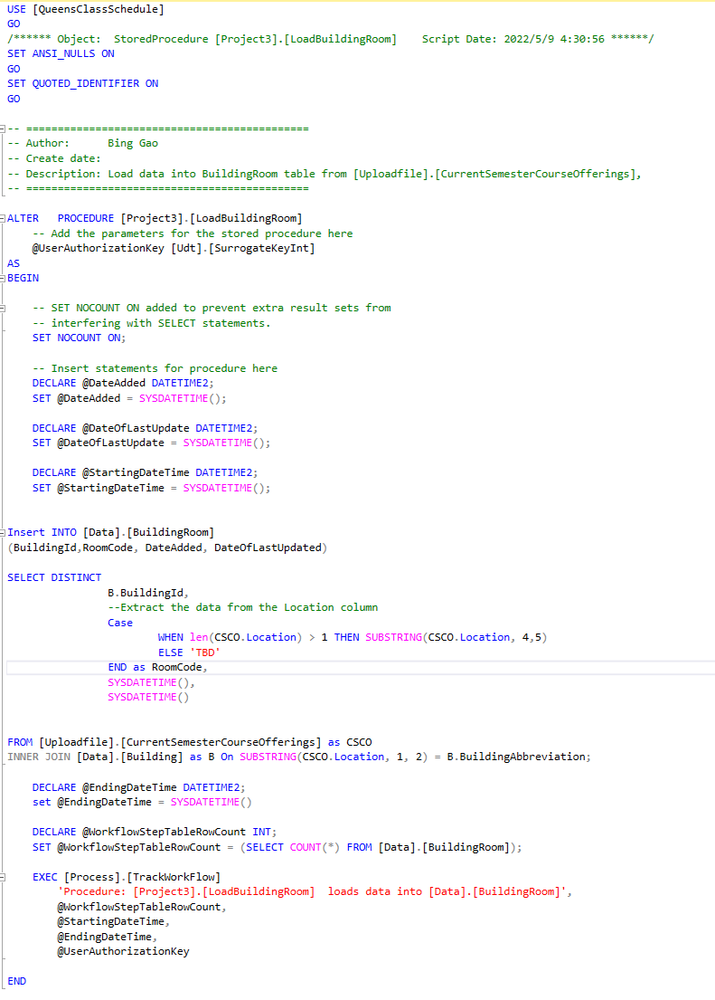 USE [QueensClassSchedule]
GO
/****** Object:  StoredProcedure [Project3].[LoadBuildingRoom]    Script Date: 2022/5/9 4:30:56 ******/
SET ANSI_NULLS ON
GO
SET QUOTED_IDENTIFIER ON
GO
-- =============================================
-- Author:      Bing Gao
-- Create date:
-- Description: Load data into BuildingRoom table from [Uploadfile].[CurrentSemesterCourseOfferings],
-- =============================================
ALTER   PROCEDURE [Project3].[LoadBuildingRoom]
    -- Add the parameters for the stored procedure here
    @UserAuthorizationKey [Udt].[SurrogateKeyInt]
AS
BEGIN
    -- SET NOCOUNT ON added to prevent extra result sets from
    -- interfering with SELECT statements.
    SET NOCOUNT ON;
    -- Insert statements for procedure here
    DECLARE @DateAdded DATETIME2;
    SET @DateAdded = SYSDATETIME();
    DECLARE @DateOfLastUpdate DATETIME2;
    SET @DateOfLastUpdate = SYSDATETIME();
    DECLARE @StartingDateTime DATETIME2;
    SET @StartingDateTime = SYSDATETIME();
Insert INTO [Data].[BuildingRoom]
(BuildingId,RoomCode, DateAdded, DateOfLastUpdated)
SELECT DISTINCT
                B.BuildingId,
                --Extract the data from the Location column
                Case
                        WHEN len(CSCO.Location) > 1 THEN SUBSTRING(CSCO.Location, 4,5)
                        ELSE 'TBD'
                END as RoomCode,
                SYSDATETIME(),
                SYSDATETIME()
FROM [Uploadfile].[CurrentSemesterCourseOfferings] as CSCO
INNER JOIN [Data].[Building] as B On SUBSTRING(CSCO.Location, 1, 2) = B.BuildingAbbreviation;
    DECLARE @EndingDateTime DATETIME2;
    set @EndingDateTime = SYSDATETIME()
    DECLARE @WorkflowStepTableRowCount INT;
    SET @WorkflowStepTableRowCount = (SELECT COUNT(*) FROM [Data].[BuildingRoom]);
    EXEC [Process].[TrackWorkFlow]
        'Procedure: [Project3].[LoadBuildingRoom]  loads data into [Data].[BuildingRoom]',
        @WorkflowStepTableRowCount,
        @StartingDateTime,
        @EndingDateTime,
        @UserAuthorizationKey
END